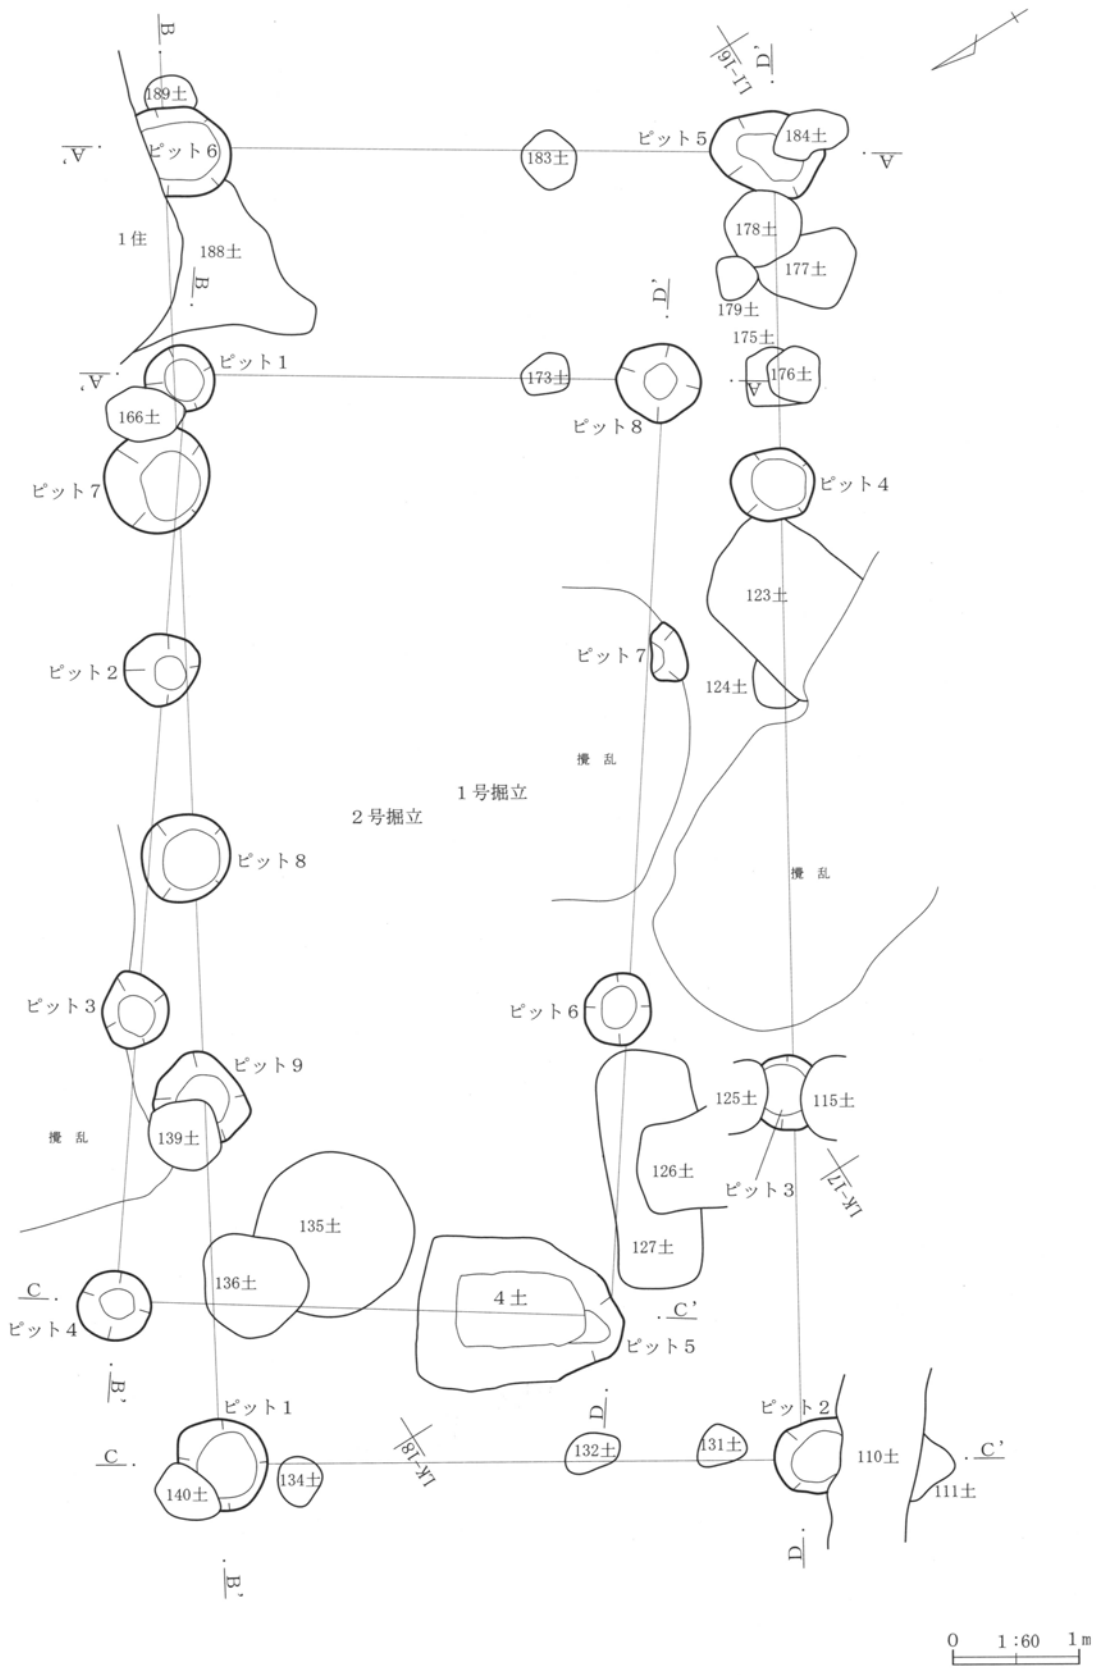 B
D'
LI-16
189土
ピット6
A'
183土
ピット5
184土
A
178土
1住
188土
177土
B
D'
179土
175土
ピット1
A'
173土
176土
A
166土
ピット8
ピット7
ピット4
123土
ピット7
ピット2
124土
攪 乱
1号掘立
2号掘立
ピット8
攪 乱
ピット3
ピット6
ピット9
125土
115土
139土
攪 乱
126土
ピット3
LK-17
135土
127土
136土
C
4土
C'
ピット4
ピット5
B'
D
ピット1
ピット2
LK-18
C
132土
131土
110土
C'
134土
140土
111土
D
B'
0 1:60 1m